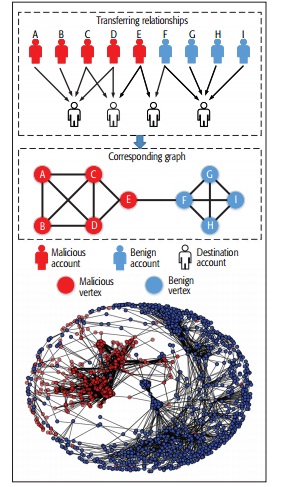 Transferring relationships
A B C D E F G H I
Corresponding graph
A C G
E F I
B D H
Malicious account Benign account Destination account
Malicious vertex Benign vertex